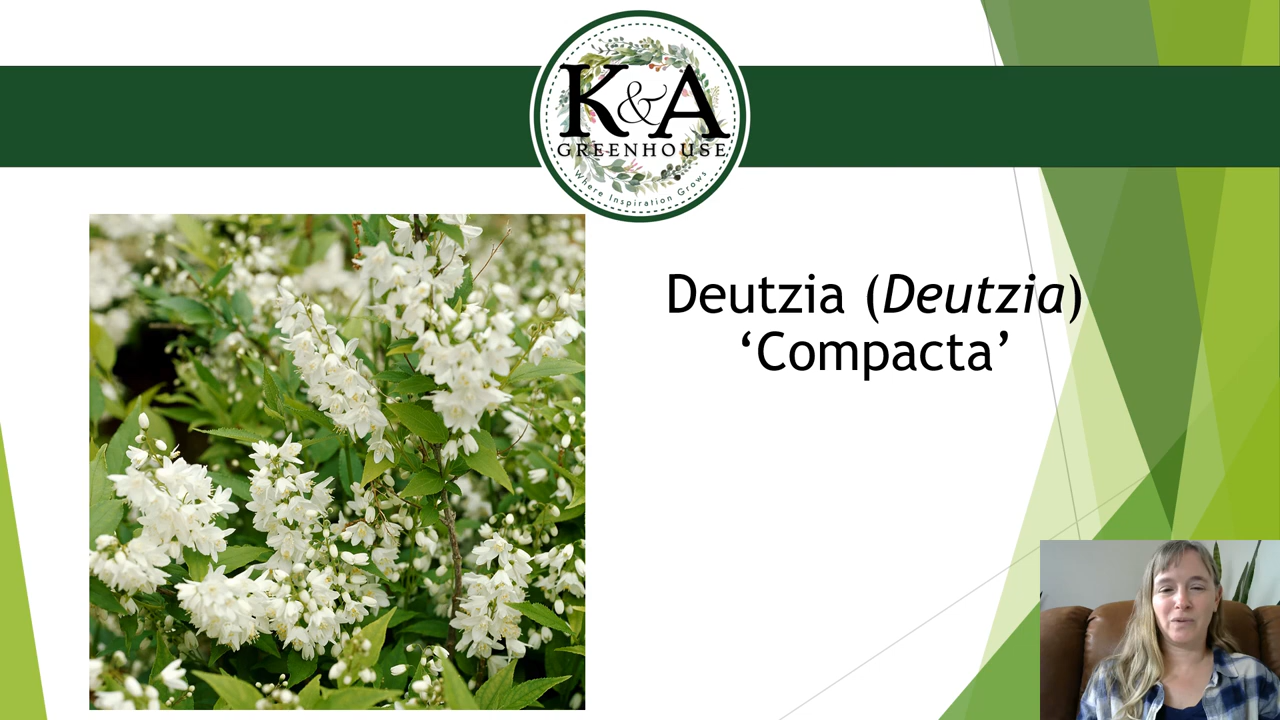 K&A
GREENHOUSE
Where Inspiration Grows
Deutzia (Deutzia)
‘Compacta’